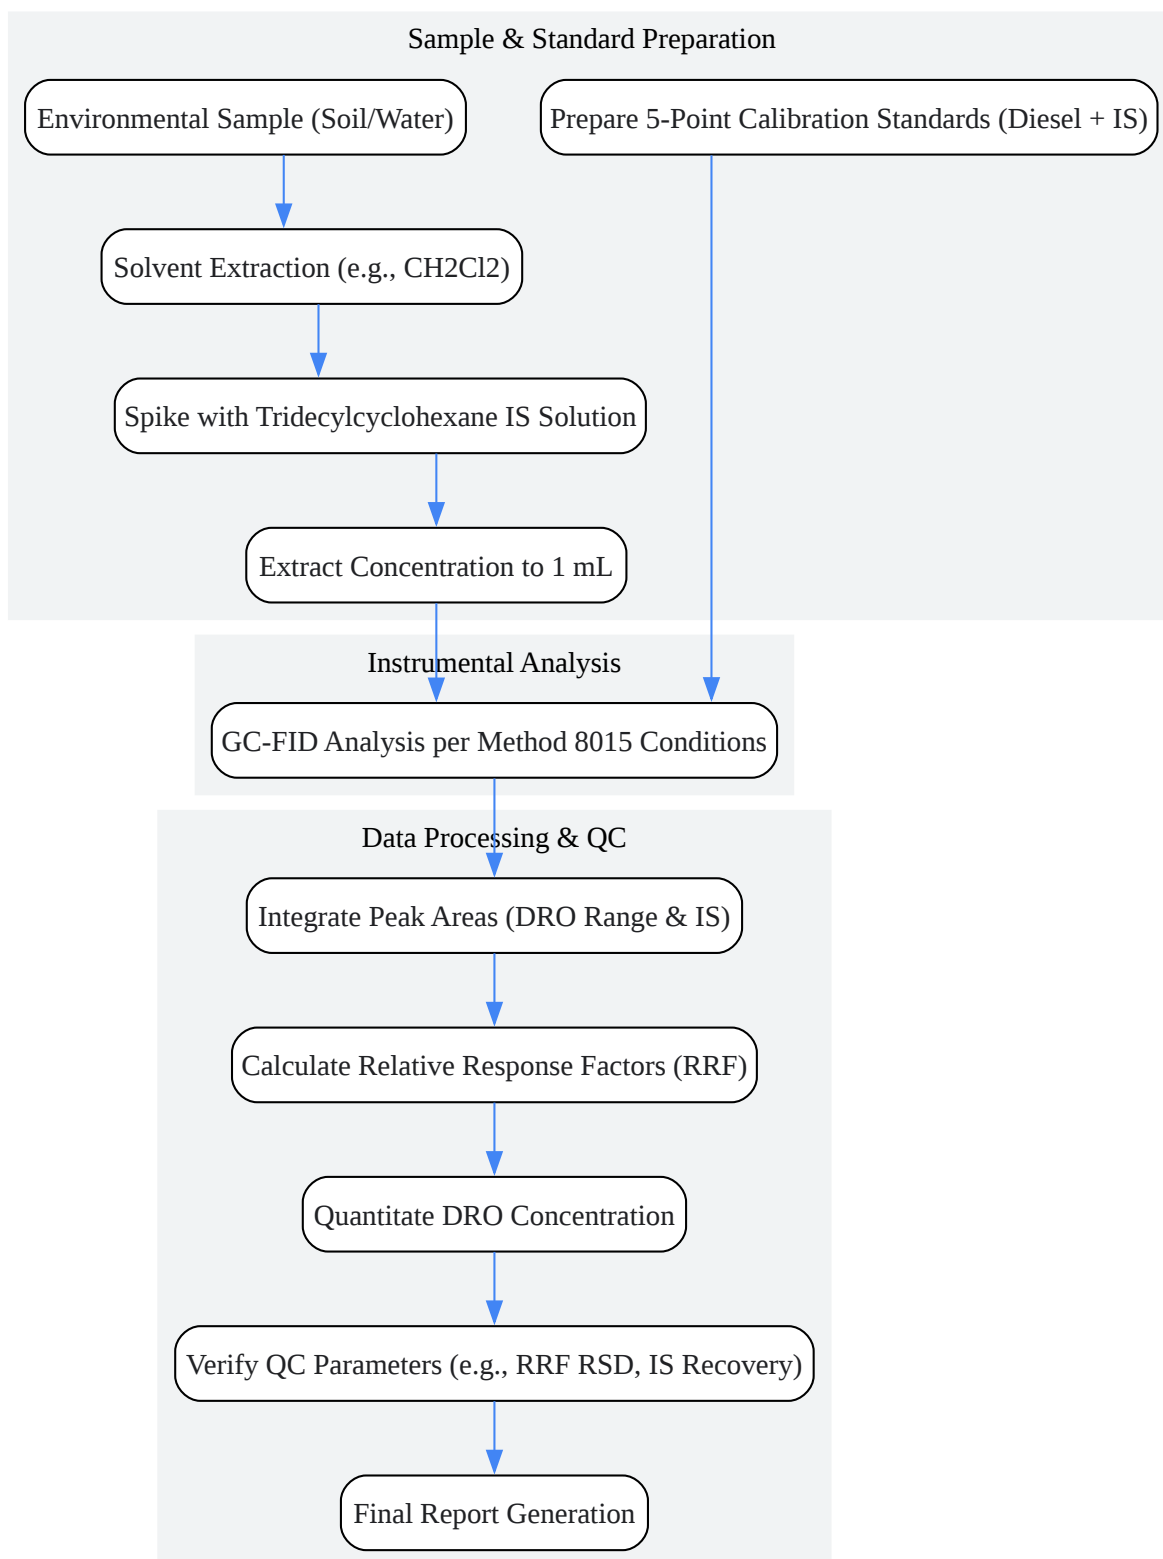 Sample & Standard Preparation
Environmental Sample (Soil/Water)
Prepare 5-Point Calibration Standards (Diesel + IS)
Solvent Extraction (e.g., CH2Cl2)
Spike with Tridecylcyclohexane IS Solution
Extract Concentration to 1 mL
Instrumental Analysis
GC-FID Analysis per Method 8015 Conditions
Data Processing & QC
Integrate Peak Areas (DRO Range & IS)
Calculate Relative Response Factors (RRF)
Quantitate DRO Concentration
Verify QC Parameters (e.g., RRF RSD, IS Recovery)
Final Report Generation